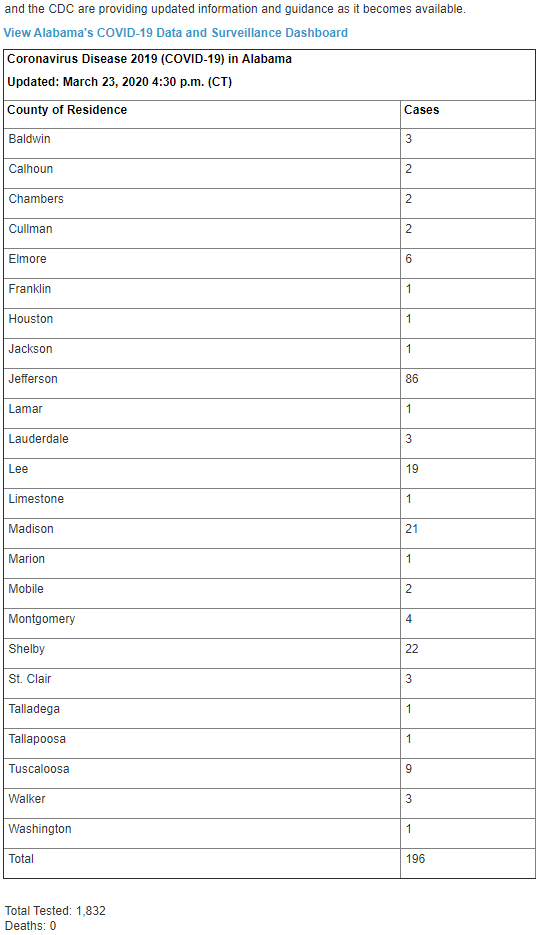 and the CDC are providing updated information and guidance as it becomes available.
View Alabama's COVID-19 Data and Surveillance Dashboard
Coronavirus Disease 2019 (COVID-19) in Alabama
Updated: March 23, 2020 4:30 p.m. (CT)
County of Residence Cases
Baldwin 3
Calhoun 2
Chambers 2
Cullman 2
Elmore 6
Franklin 1
Houston 1
Jackson 1
Jefferson 86
Lamar 1
Lauderdale 3
Lee 19
Limestone 1
Madison 21
Marion 1
Mobile 2
Montgomery 4
Shelby 22
St. Clair 3
Talladega 1
Tallapoosa 1
Tuscaloosa 9
Walker 3
Washington 1
Total 196
Total Tested: 1,832
Deaths: 0